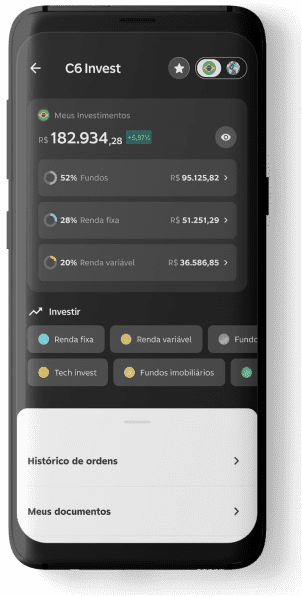 C6 Invest
Meus Investimentos
R$ 182.934,28 +5,97%
52% Fundos R$ 95.125,82
28% Renda fixa R$ 51.251,29
20% Renda variável R$ 36.586,85
Investir
Renda fixa Renda variável Fundo
Tech invest Fundos imobiliários
Histórico de ordens
Meus documentos